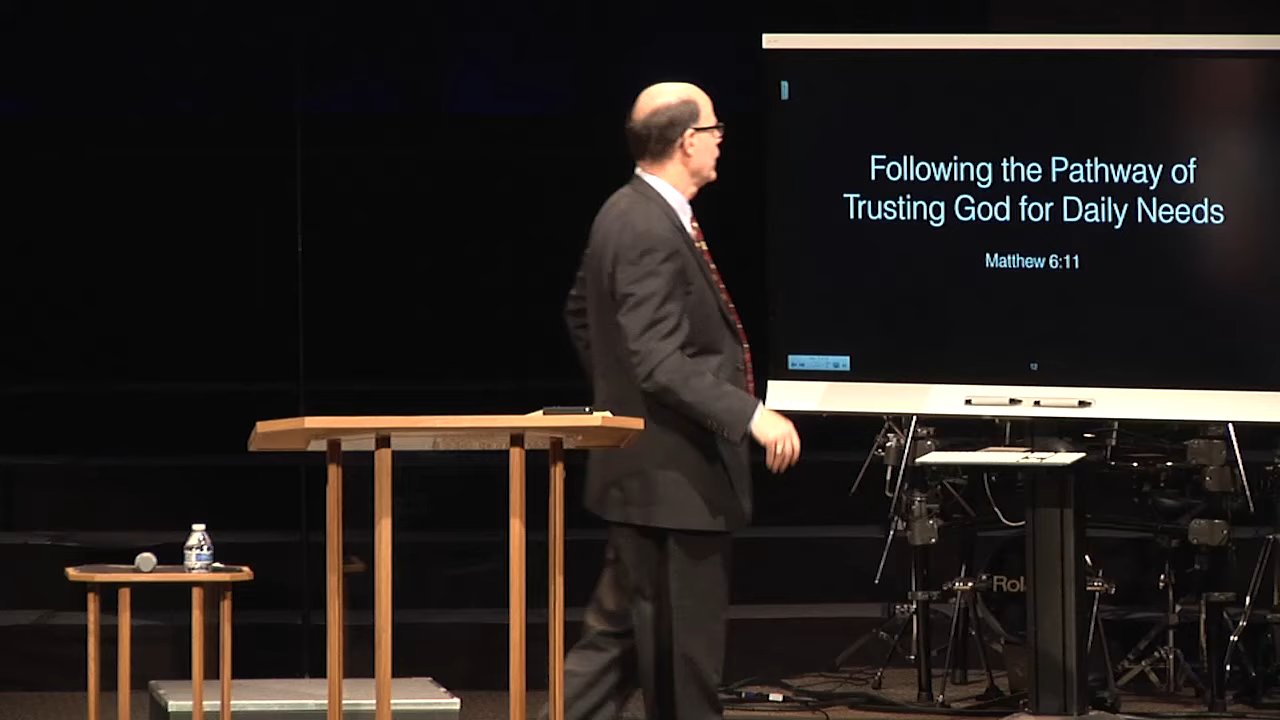 Following the Pathway of
Trusting God for Daily Needs
Matthew 6:11